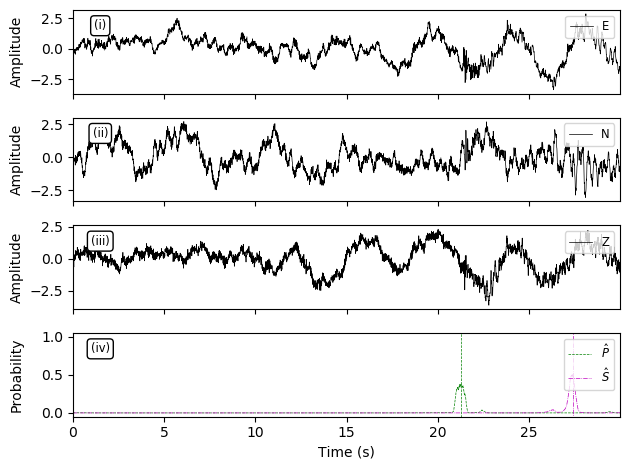 (i)
E
Amplitude
2.5
0.0
−2.5
(ii)
N
Amplitude
2.5
0.0
−2.5
(iii)
Z
Amplitude
2.5
0.0
−2.5
(iv)
P̂
Ŝ
Probability
1.0
0.5
0.0
0 5 10 15 20 25
Time (s)